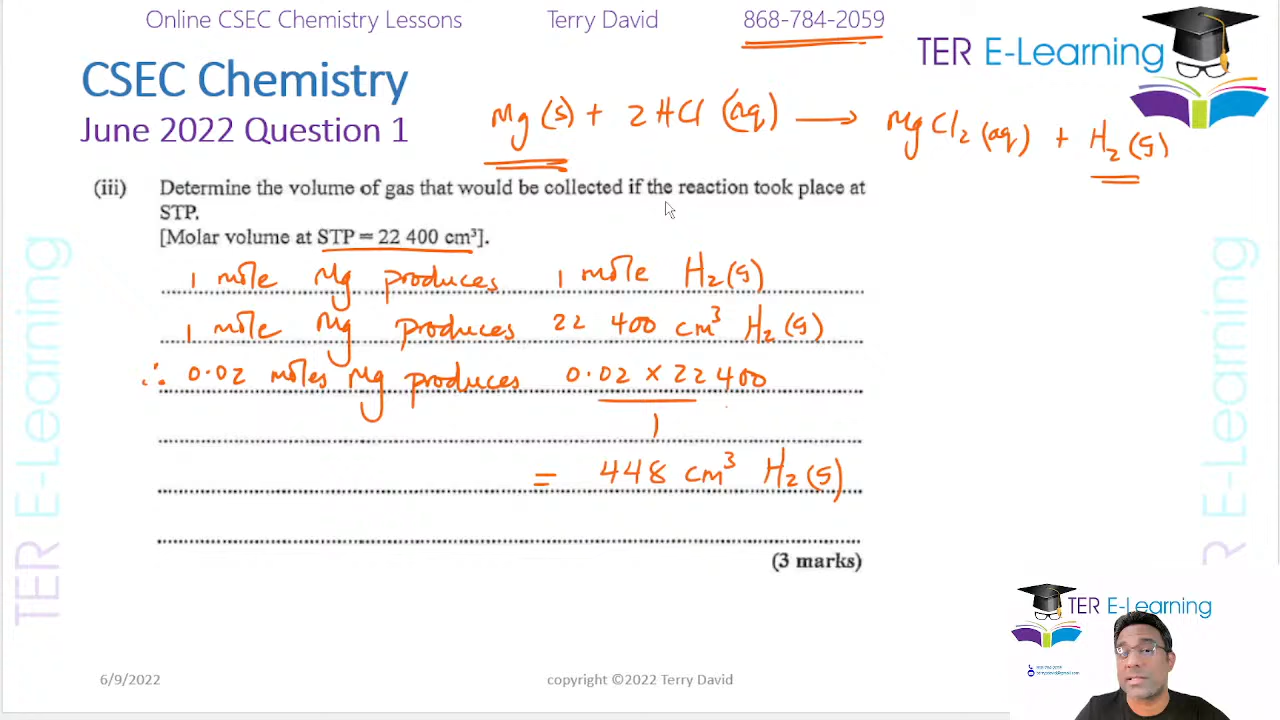 Online CSEC Chemistry Lessons Terry David 868-784-2059
TER E-Learning
CSEC Chemistry
June 2022 Question 1
Mg (s) + 2HCl (aq) → MgCl₂ (aq) + H₂ (g)
(iii) Determine the volume of gas that would be collected if the reaction took place at
STP.
[Molar volume at STP = 22 400 cm³].
1 mole Mg produces 1 mole H₂(g)
1 mole Mg produces 22 400 cm³ H₂(g)
∴ 0.02 moles Mg produces 0.02 x 22400
1
= 448 cm³ H₂(g)
(3 marks)
TER E-Learning
TER E-Learning
TER E-Learning
6/9/2022 copyright ©2022 Terry David